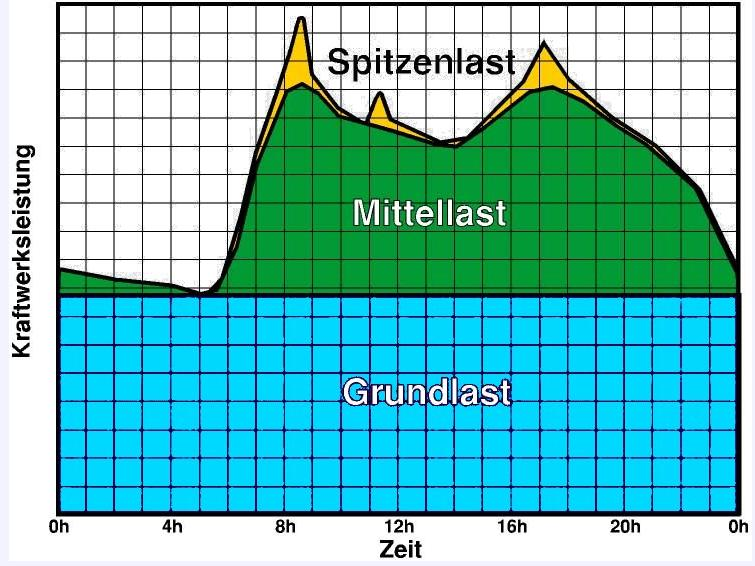 Spitzenlast
Mittellast
Grundlast
Kraftwerksleistung
0h 4h 8h 12h 16h 20h 0h
Zeit